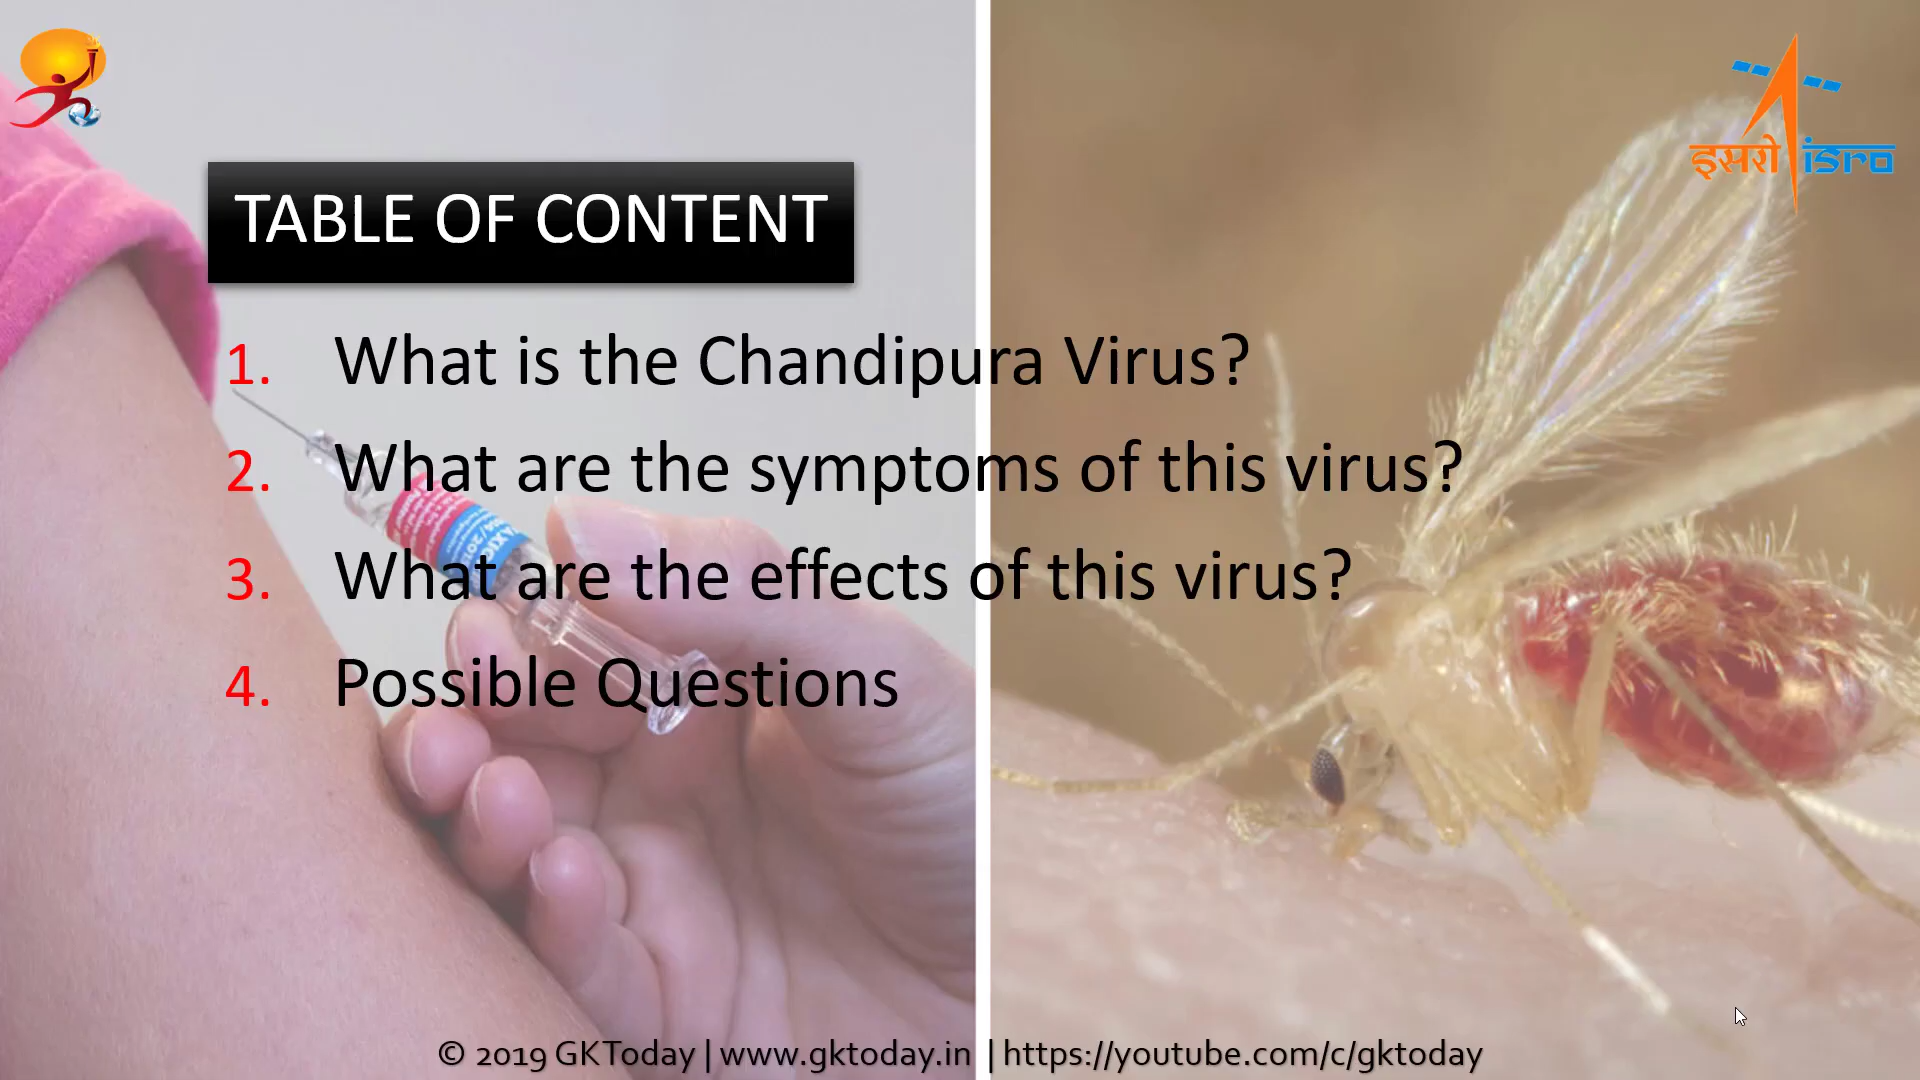 इसरो isro
TABLE OF CONTENT
1. What is the Chandipura Virus?
2. What are the symptoms of this virus?
3. What are the effects of this virus?
4. Possible Questions
© 2019 GKToday | www.gktoday.in | https://youtube.com/c/gktoday